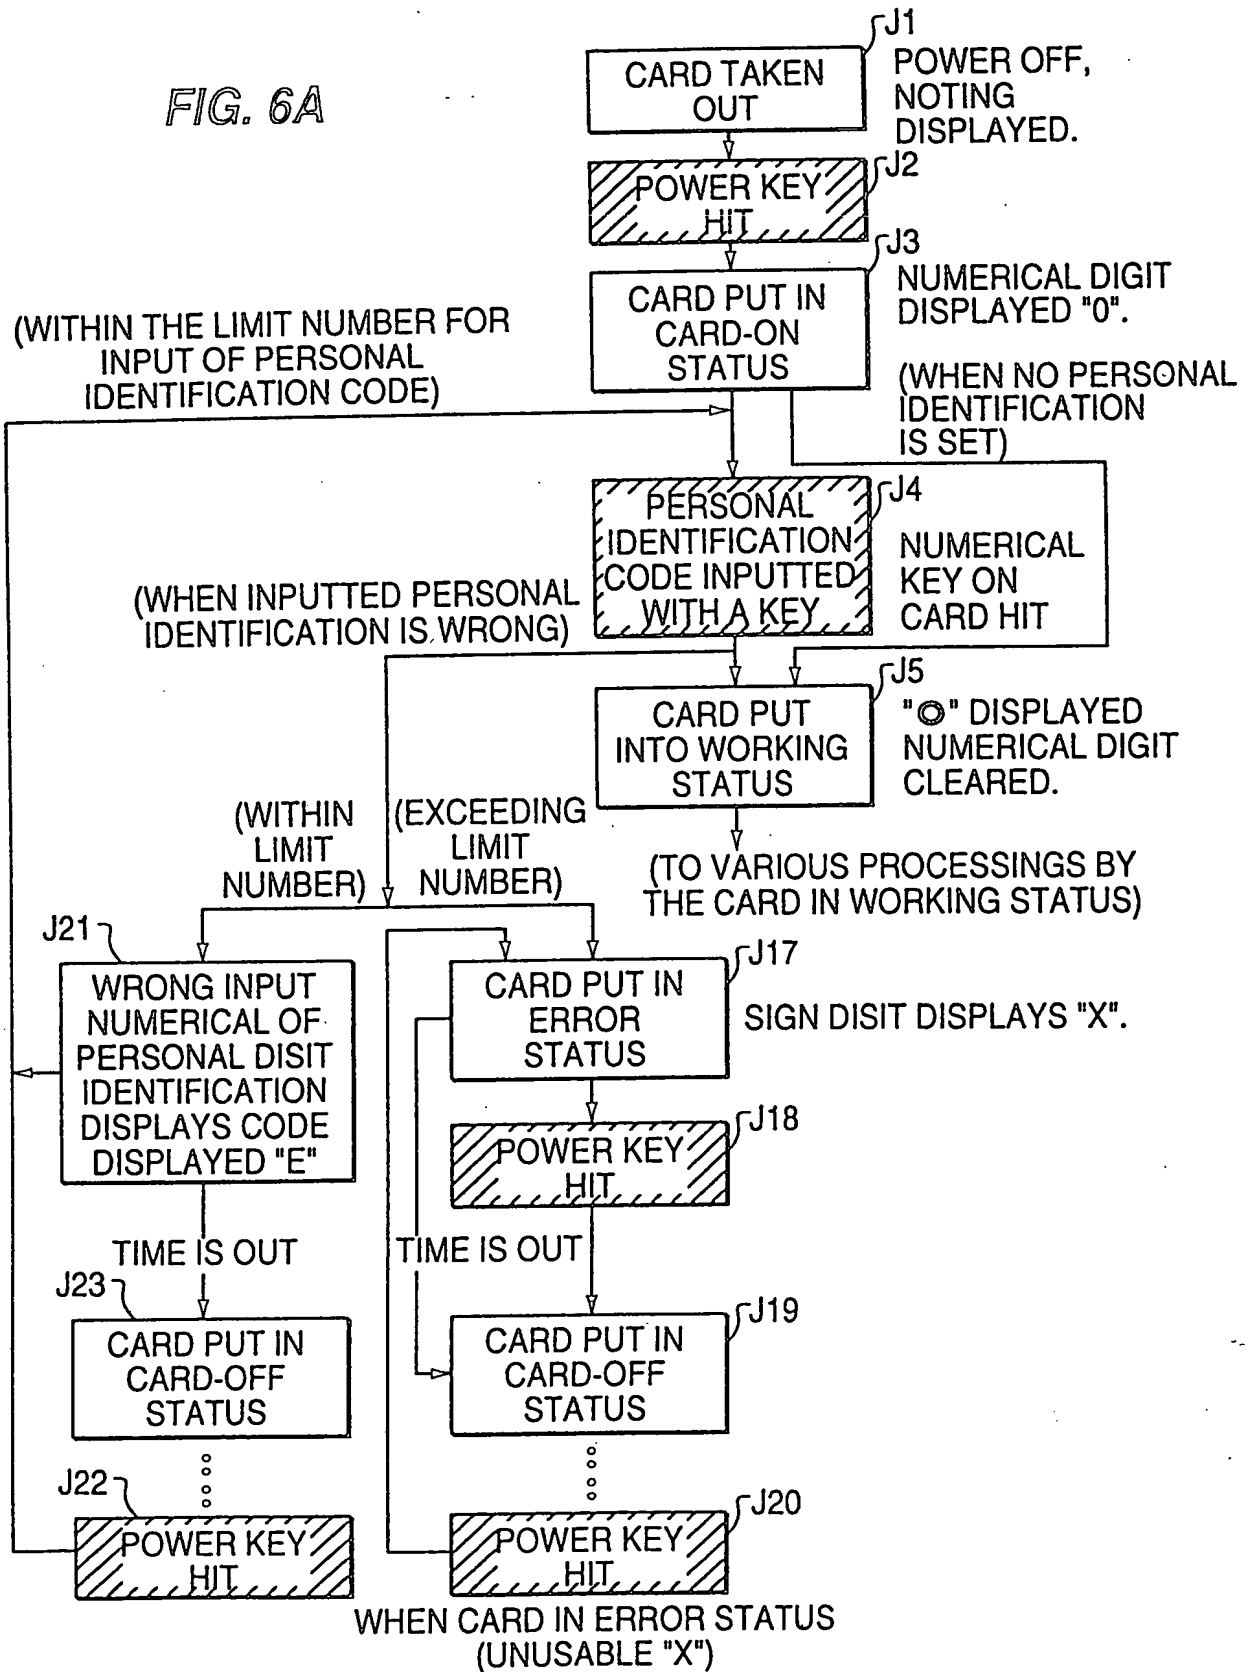 FIG. 6A
J1
CARD TAKEN
OUT
POWER OFF,
NOTING
DISPLAYED.
J2
POWER KEY
HIT
J3
CARD PUT IN
CARD-ON
STATUS
NUMERICAL DIGIT
DISPLAYED "0".
(WITHIN THE LIMIT NUMBER FOR
INPUT OF PERSONAL
IDENTIFICATION CODE)
(WHEN NO PERSONAL
IDENTIFICATION
IS SET)
J4
PERSONAL
IDENTIFICATION
CODE INPUTTED
WITH A KEY
NUMERICAL
KEY ON
CARD HIT
(WHEN INPUTTED PERSONAL
IDENTIFICATION IS WRONG)
J5
CARD PUT
INTO WORKING
STATUS
"◎" DISPLAYED
NUMERICAL DIGIT
CLEARED.
(WITHIN
LIMIT
NUMBER)
(EXCEEDING
LIMIT
NUMBER)
(TO VARIOUS PROCESSINGS BY
THE CARD IN WORKING STATUS)
J21
WRONG INPUT
NUMERICAL OF
PERSONAL DISIT
IDENTIFICATION
DISPLAYS CODE
DISPLAYED "E"
J17
CARD PUT IN
ERROR
STATUS
SIGN DISIT DISPLAYS "X".
J18
POWER KEY
HIT
TIME IS OUT
TIME IS OUT
J23
CARD PUT IN
CARD-OFF
STATUS
J19
CARD PUT IN
CARD-OFF
STATUS
J22
POWER KEY
HIT
J20
POWER KEY
HIT
WHEN CARD IN ERROR STATUS
(UNUSABLE "X")